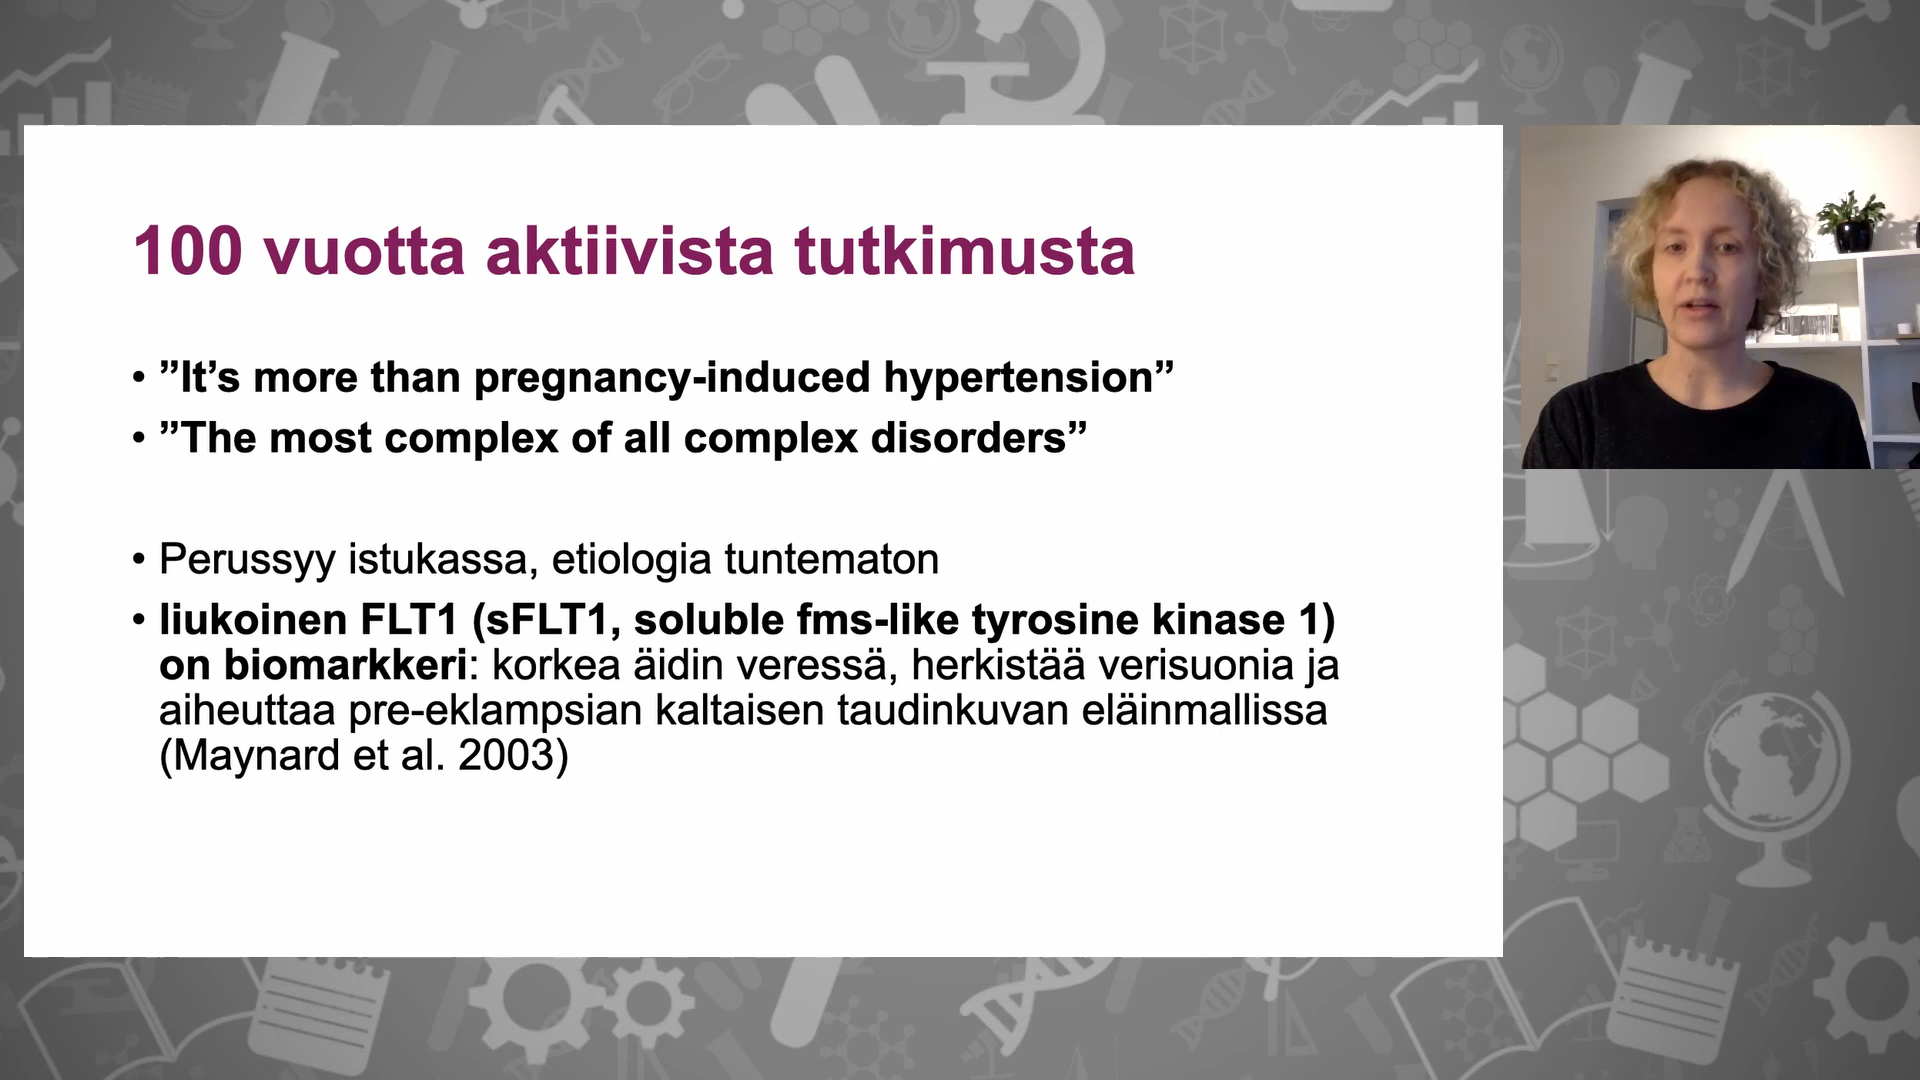 100 vuotta aktiivista tutkimusta
• ”It’s more than pregnancy-induced hypertension”
• ”The most complex of all complex disorders”
• Perussyy istukassa, etiologia tuntematon
• liukoinen FLT1 (sFLT1, soluble fms-like tyrosine kinase 1)
on biomarkkeri: korkea äidin veressä, herkistää verisuonia ja
aiheuttaa pre-eklampsian kaltaisen taudinkuvan eläinmallissa
(Maynard et al. 2003)